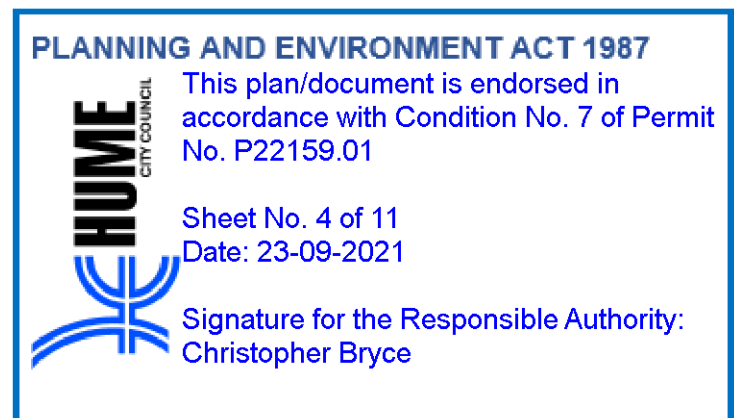 PLANNING AND ENVIRONMENT ACT 1987
HUME
CITY COUNCIL
This plan/document is endorsed in
accordance with Condition No. 7 of Permit
No. P22159.01
Sheet No. 4 of 11
Date: 23-09-2021
Signature for the Responsible Authority:
Christopher Bryce